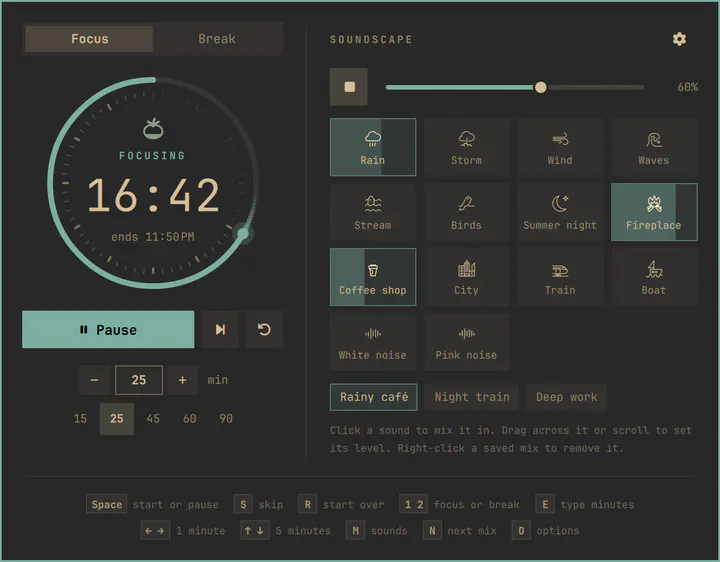 Focus Break
FOCUSING
16:42
ends 11:50PM
Pause
− 25 + min
15 25 45 60 90
SOUNDSCAPE
60%
Rain Storm Wind Waves
Stream Birds Summer night Fireplace
Coffee shop City Train Boat
White noise Pink noise
Rainy café Night train Deep work
Click a sound to mix it in. Drag across it or scroll to set
its level. Right-click a saved mix to remove it.
Space start or pause S skip R start over 1 2 focus or break E type minutes
← → 1 minute ↑ ↓ 5 minutes M sounds N next mix O options